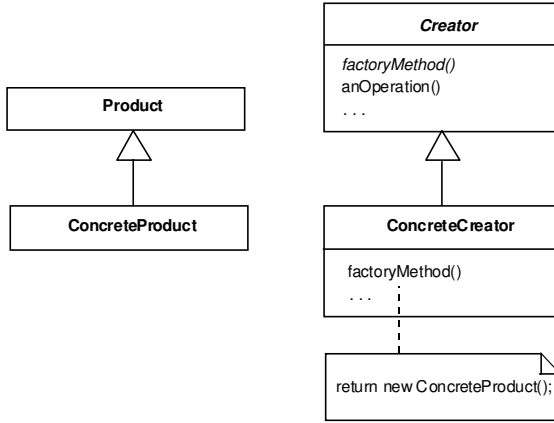 Creator
factoryMethod()
anOperation()
. . .
Product
ConcreteProduct
ConcreteCreator
factoryMethod()
. . .
return new ConcreteProduct();